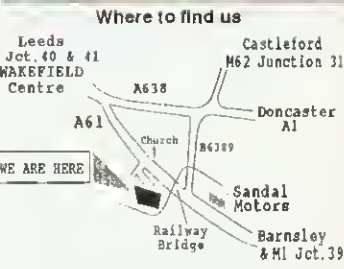 Where to find us
Leeds
Jct.40 & 41
WAKEFIELD
Centre
Castleford
M62 Junction 31
A638
A61
Doncaster
A1
Church
B6389
WE ARE HERE
Sandal
Motors
Railway
Bridge
Barnsley
& M1 Jct.39